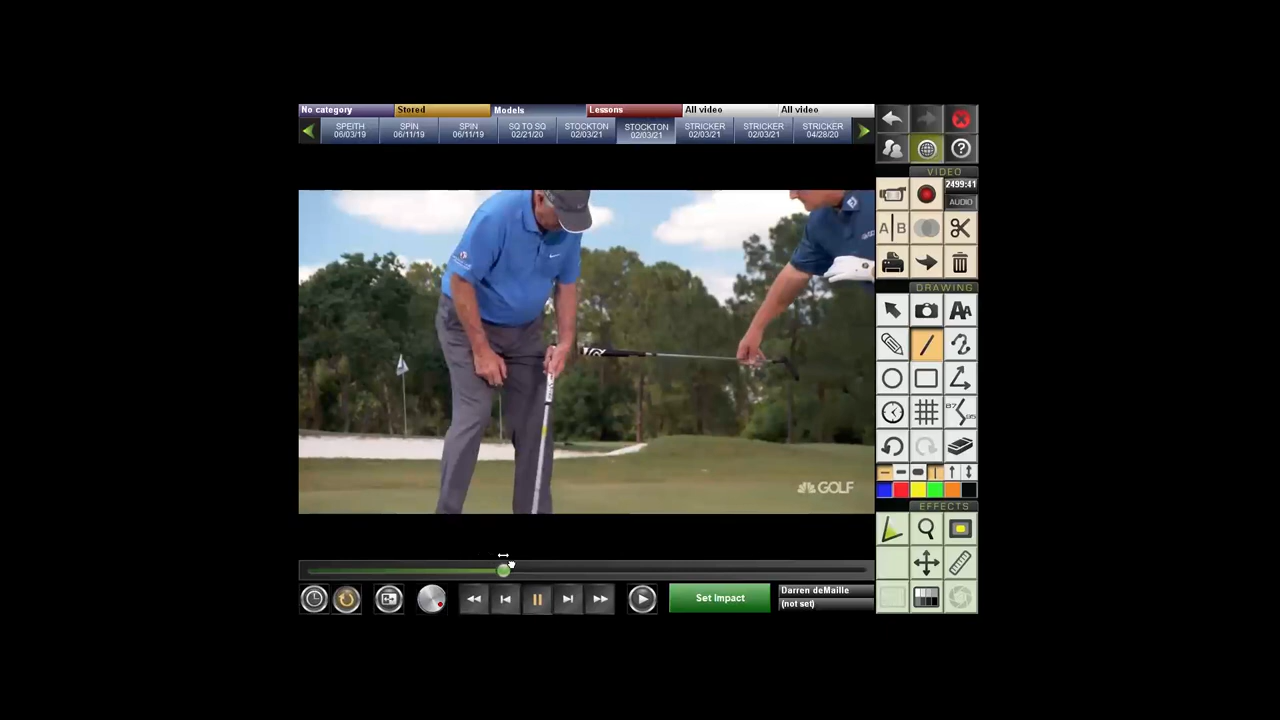 No category Stored Models Lessons All video All video
SPEITH SPIN SPIN SQ TO SQ STOCKTON STOCKTON STRICKER STRICKER STRICKER
06/03/19 06/11/19 06/11/19 02/21/20 02/03/21 02/03/21 02/03/21 02/03/21 04/28/20
VIDEO
2499:41
AUDIO
A B
DRAWING
AA
GOLF
EFFECTS
Set Impact
Darren deMaille
(not set)